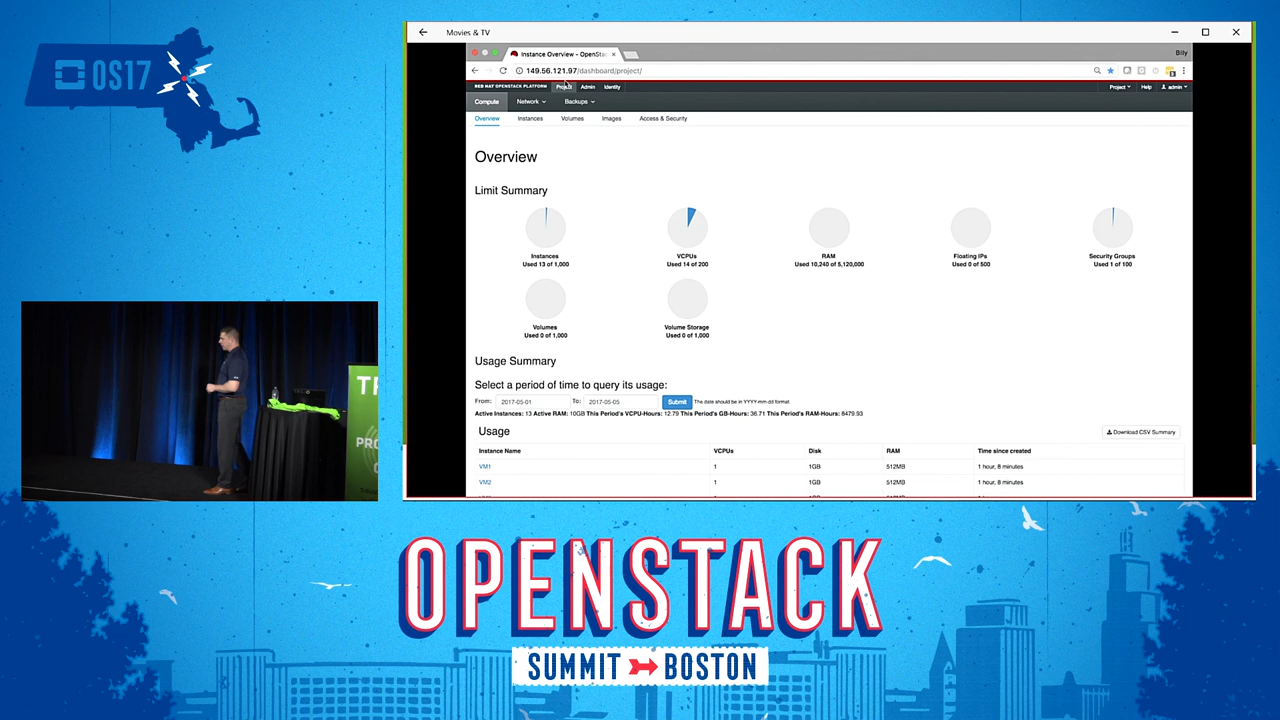 OS17
Movies & TV
Instance Overview - OpenSta
Billy
149.56.121.97/dashboard/project/
RED HAT OPENSTACK PLATFORM Project Admin Identity Project Help admin
Compute Network Backups
Overview Instances Volumes Images Access & Security
Overview
Limit Summary
Instances VCPUs RAM Floating IPs Security Groups
Used 13 of 1,000 Used 14 of 200 Used 10,240 of 5,120,000 Used 0 of 500 Used 1 of 100
Volumes Volume Storage
Used 0 of 1,000 Used 0 of 1,000
Usage Summary
Select a period of time to query its usage:
From: 2017-05-01 To: 2017-05-05 Submit The date should be in YYYY-mm-dd format.
Active Instances: 13 Active RAM: 10GB This Period's VCPU-Hours: 12.79 This Period's GB-Hours: 36.71 This Period's RAM-Hours: 8479.93
Usage Download CSV Summary
Instance Name VCPUs Disk RAM Time since created
VM1 1 1GB 512MB 1 hour, 8 minutes
VM2 1 1GB 512MB 1 hour, 8 minutes
OPENSTACK
SUMMIT BOSTON